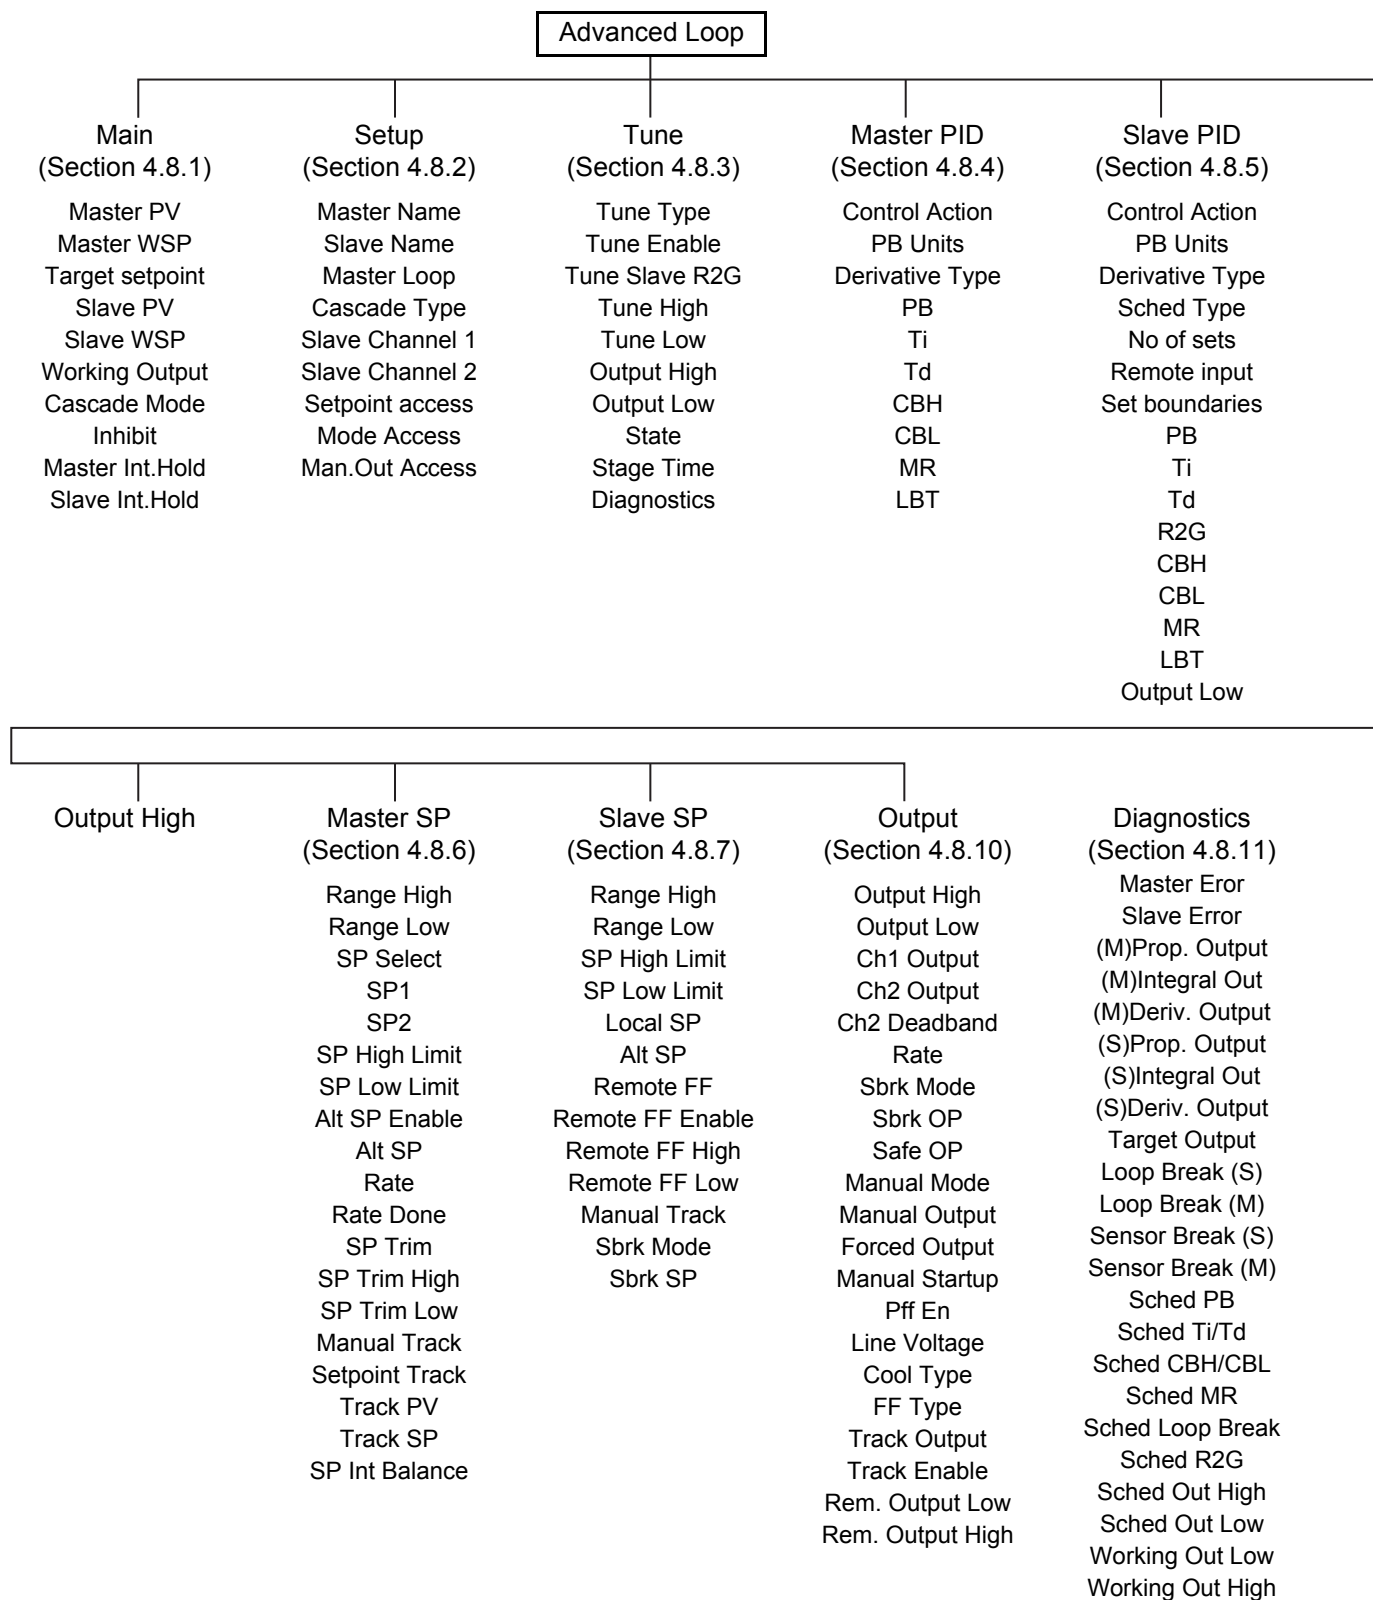 Advanced Loop
Main
(Section 4.8.1)
Master PV
Master WSP
Target setpoint
Slave PV
Slave WSP
Working Output
Cascade Mode
Inhibit
Master Int.Hold
Slave Int.Hold
Setup
(Section 4.8.2)
Master Name
Slave Name
Master Loop
Cascade Type
Slave Channel 1
Slave Channel 2
Setpoint access
Mode Access
Man.Out Access
Tune
(Section 4.8.3)
Tune Type
Tune Enable
Tune Slave R2G
Tune High
Tune Low
Output High
Output Low
State
Stage Time
Diagnostics
Master PID
(Section 4.8.4)
Control Action
PB Units
Derivative Type
PB
Ti
Td
CBH
CBL
MR
LBT
Slave PID
(Section 4.8.5)
Control Action
PB Units
Derivative Type
Sched Type
No of sets
Remote input
Set boundaries
PB
Ti
Td
R2G
CBH
CBL
MR
LBT
Output Low
Output High
Master SP
(Section 4.8.6)
Range High
Range Low
SP Select
SP1
SP2
SP High Limit
SP Low Limit
Alt SP Enable
Alt SP
Rate
Rate Done
SP Trim
SP Trim High
SP Trim Low
Manual Track
Setpoint Track
Track PV
Track SP
SP Int Balance
Slave SP
(Section 4.8.7)
Range High
Range Low
SP High Limit
SP Low Limit
Local SP
Alt SP
Remote FF
Remote FF Enable
Remote FF High
Remote FF Low
Manual Track
Sbrk Mode
Sbrk SP
Output
(Section 4.8.10)
Output High
Output Low
Ch1 Output
Ch2 Output
Ch2 Deadband
Rate
Sbrk Mode
Sbrk OP
Safe OP
Manual Mode
Manual Output
Forced Output
Manual Startup
Pff En
Line Voltage
Cool Type
FF Type
Track Output
Track Enable
Rem. Output Low
Rem. Output High
Diagnostics
(Section 4.8.11)
Master Eror
Slave Error
(M)Prop. Output
(M)Integral Out
(M)Deriv. Output
(S)Prop. Output
(S)Integral Out
(S)Deriv. Output
Target Output
Loop Break (S)
Loop Break (M)
Sensor Break (S)
Sensor Break (M)
Sched PB
Sched Ti/Td
Sched CBH/CBL
Sched MR
Sched Loop Break
Sched R2G
Sched Out High
Sched Out Low
Working Out Low
Working Out High